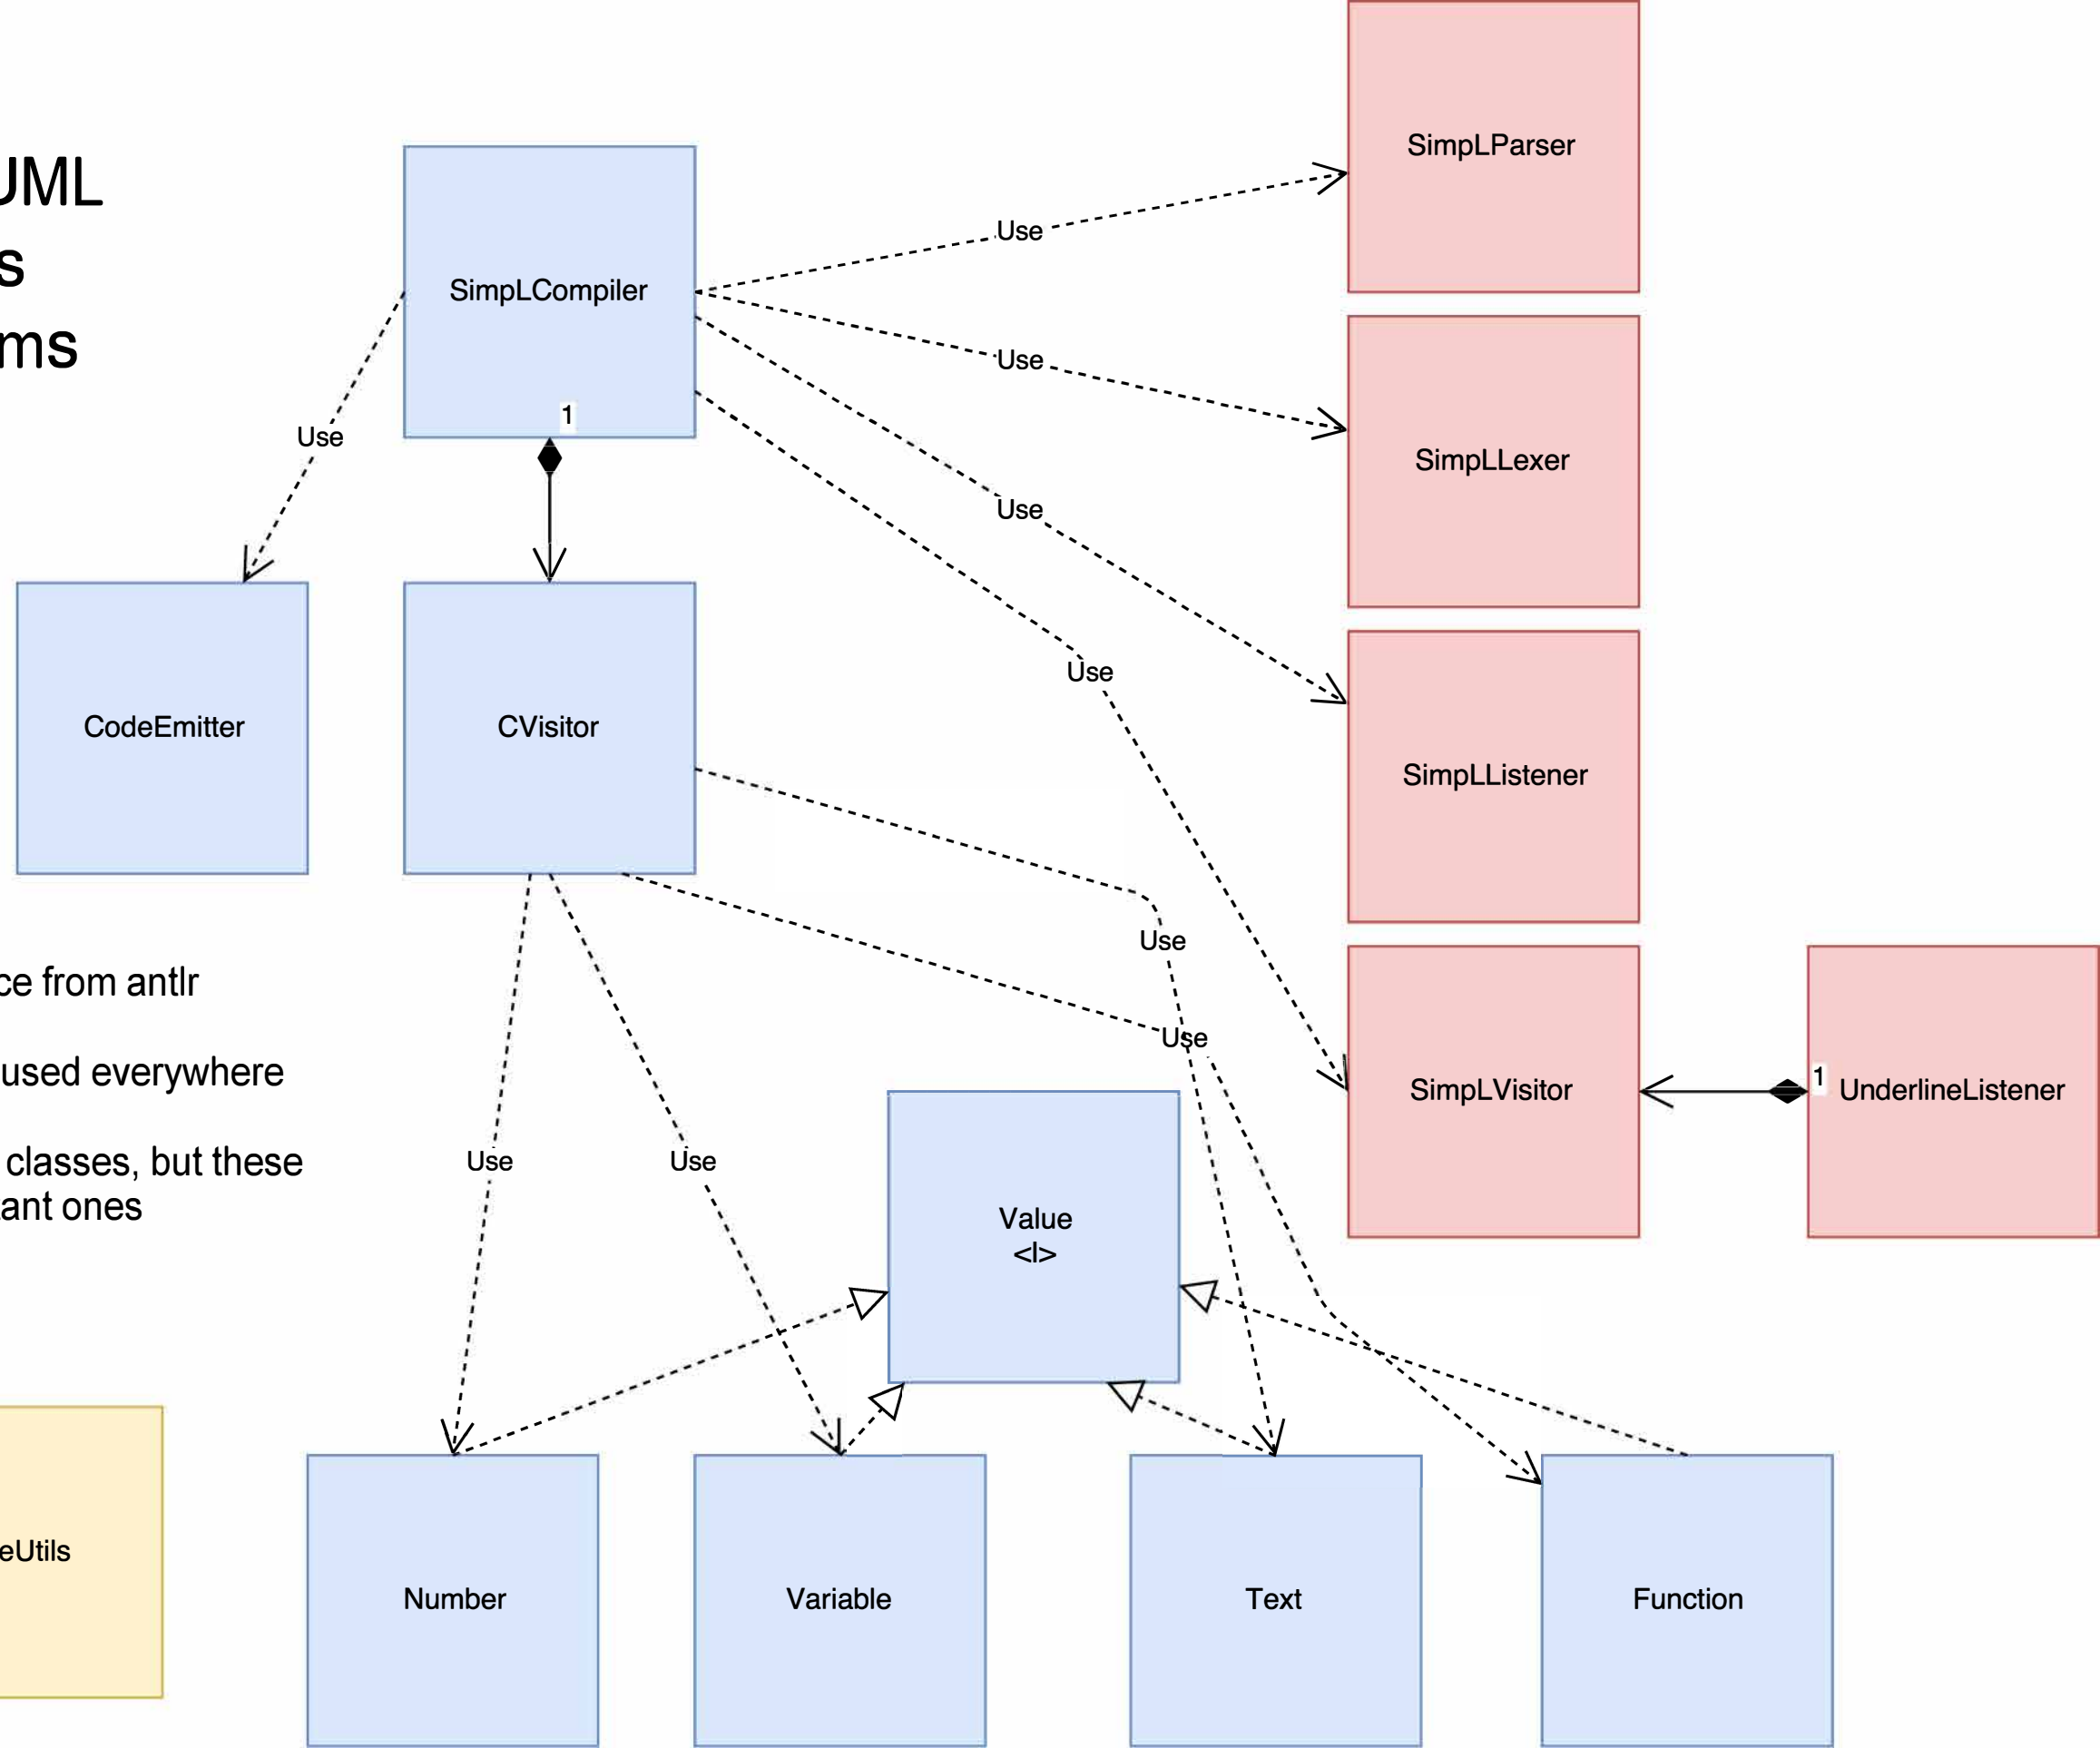 UML
s
ms
SimpLParser
SimpLCompiler
Use
Use
SimpLLexer
1
Use
Use
SimpLListener
Use
CodeEmitter
CVisitor
Use
Use
ce from antlr
used everywhere
classes, but these
ant ones
SimpLVisitor
1
UnderlineListener
Use
Use
Value
<I>
eUtils
Number
Variable
Text
Function